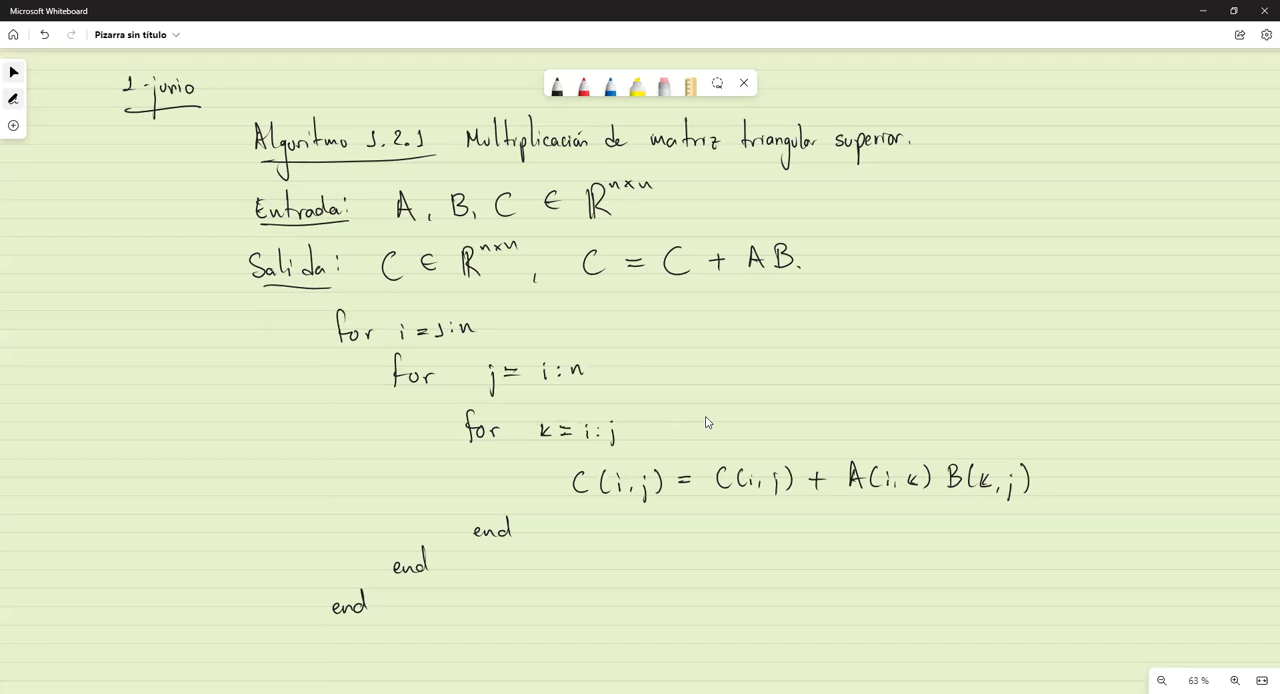 Microsoft Whiteboard
Pizarra sin título
1-junio
Algoritmo 1.2.1 Multiplicación de matriz triangular superior.
Entrada: A, B, C ∈ ℝⁿˣⁿ
Salida: C ∈ ℝⁿˣⁿ, C = C + AB.
for i = 1:n
for j = i:n
for k = i:j
C(i,j) = C(i,j) + A(i,k) B(k,j)
end
end
end
63 %